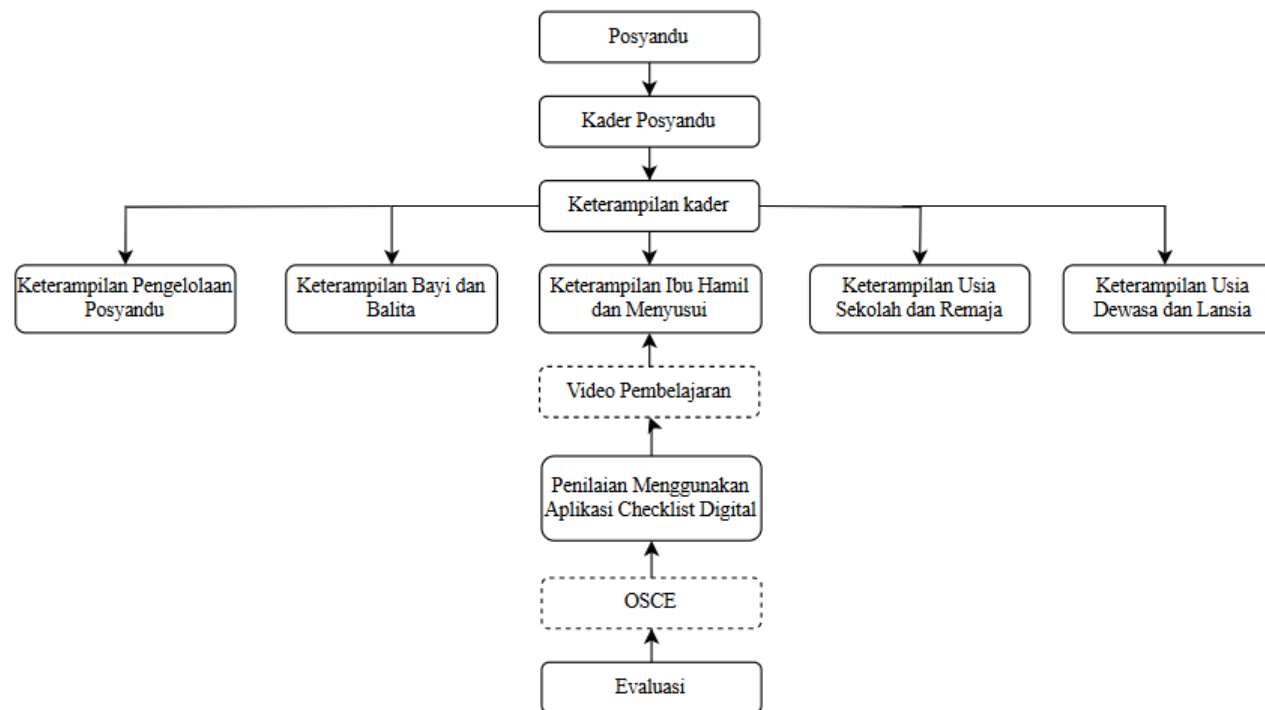 Posyandu
Kader Posyandu
Keterampilan kader
Keterampilan Pengelolaan
Posyandu
Keterampilan Bayi dan
Balita
Keterampilan Ibu Hamil
dan Menyusui
Keterampilan Usia
Sekolah dan Remaja
Keterampilan Usia
Dewasa dan Lansia
Video Pembelajaran
Penilaian Menggunakan
Aplikasi Checklist Digital
OSCE
Evaluasi